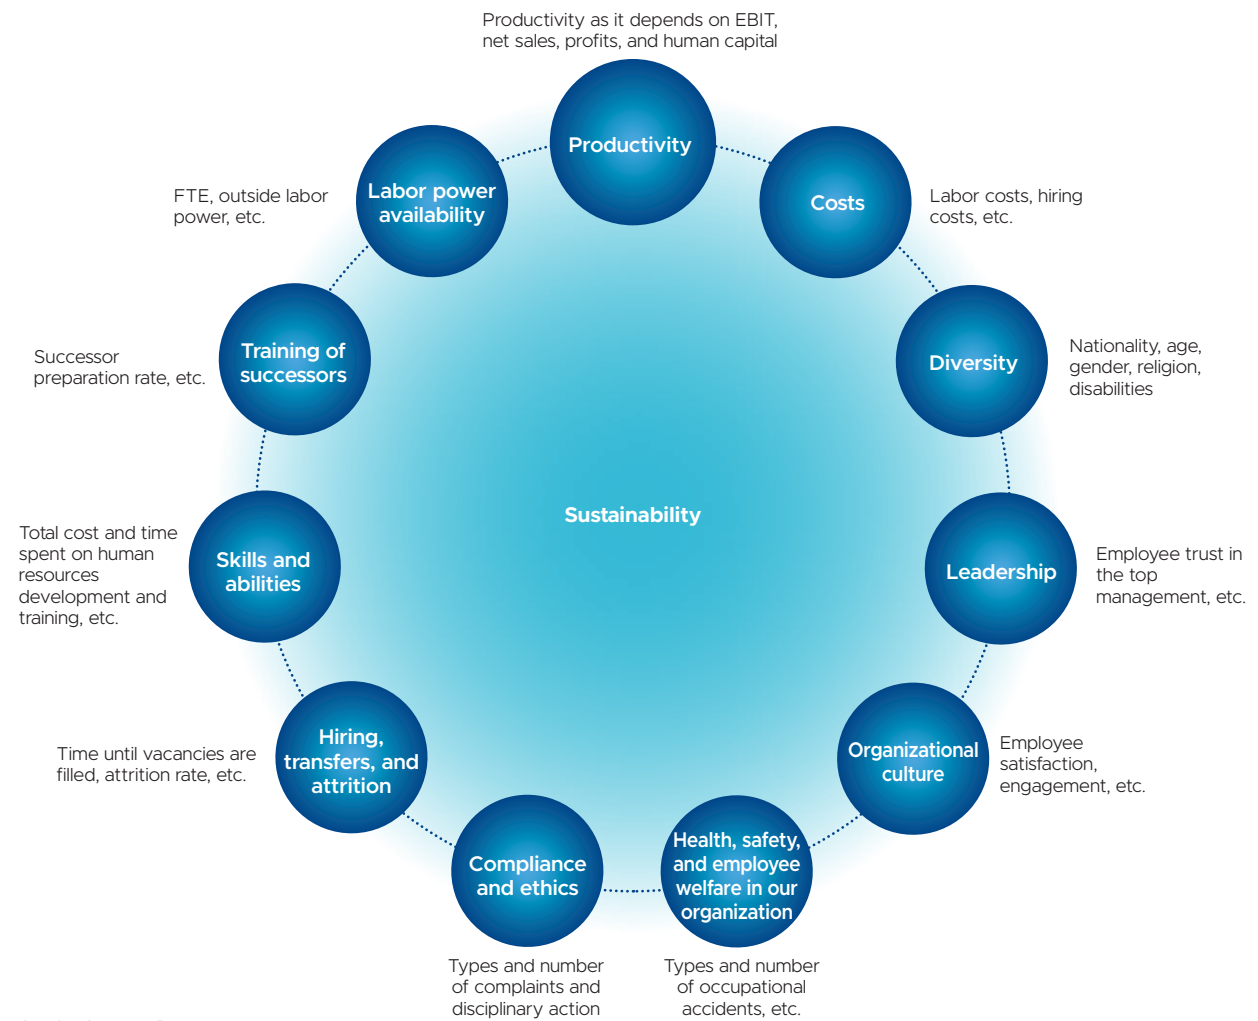 Productivity as it depends on EBIT,
net sales, profits, and human capital
Productivity
Costs
Labor costs, hiring
costs, etc.
Diversity
Nationality, age,
gender, religion,
disabilities
Leadership
Employee trust in
the top
management, etc.
Organizational
culture
Employee
satisfaction,
engagement, etc.
Health, safety,
and employee
welfare in our
organization
Types and number
of occupational
accidents, etc.
Compliance
and ethics
Types and number
of complaints and
disciplinary action
Hiring,
transfers, and
attrition
Time until vacancies are
filled, attrition rate, etc.
Skills and
abilities
Total cost and time
spent on human
resources
development and
training, etc.
Training of
successors
Successor
preparation rate, etc.
Labor power
availability
FTE, outside labor
power, etc.
Sustainability